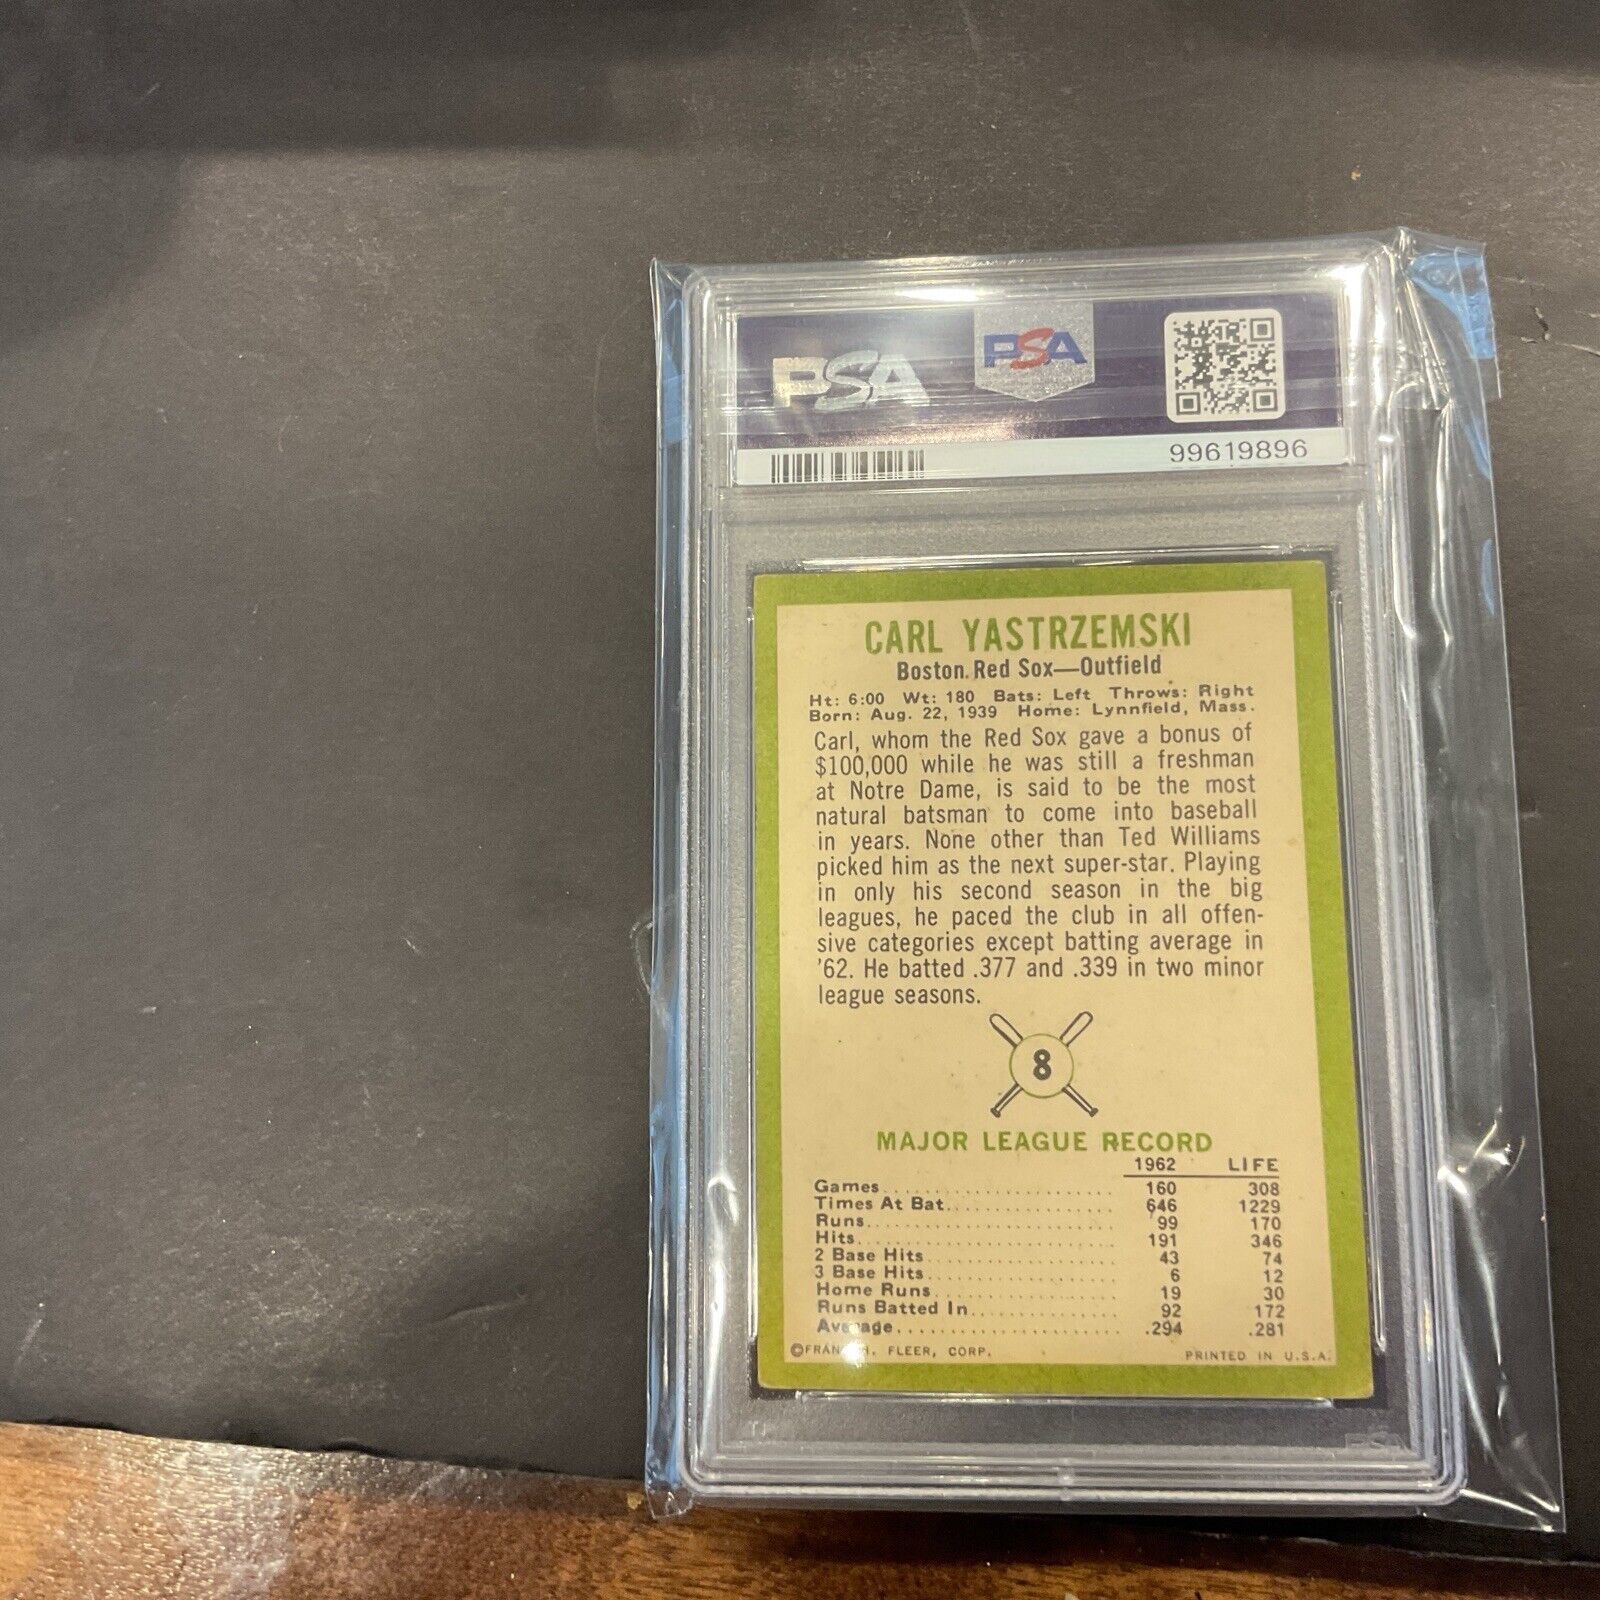 PSA
PSA
99619896
CARL YASTRZEMSKI
Boston Red Sox—Outfield
Ht: 6:00 Wt: 180 Bats: Left Throws: Right
Born: Aug. 22, 1939 Home: Lynnfield, Mass.
Carl, whom the Red Sox gave a bonus of
$100,000 while he was still a freshman
at Notre Dame, is said to be the most
natural batsman to come into baseball
in years. None other than Ted Williams
picked him as the next super-star. Playing
in only his second season in the big
leagues, he paced the club in all offen-
sive categories except batting average in
'62. He batted .377 and .339 in two minor
league seasons.
8
MAJOR LEAGUE RECORD
1962 LIFE
Games 160 308
Times At Bat 646 1229
Runs 99 170
Hits 191 346
2 Base Hits 43 74
3 Base Hits 6 12
Home Runs 19 30
Runs Batted In 92 172
Average .294 .281
© H. FLEER, CORP. PRINTED IN U.S.A.
PSA